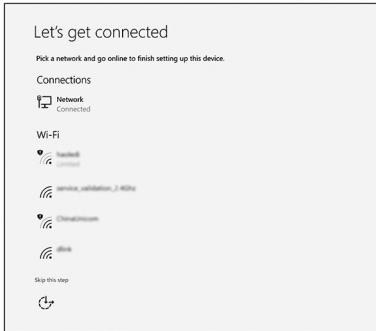 Let's get connected
Pick a network and go online to finish setting up this device.
Connections
Network
Connected
Wi-Fi
Limited
service_validation_2.4Ghz
ChinaUnicom
dlink
Skip this step